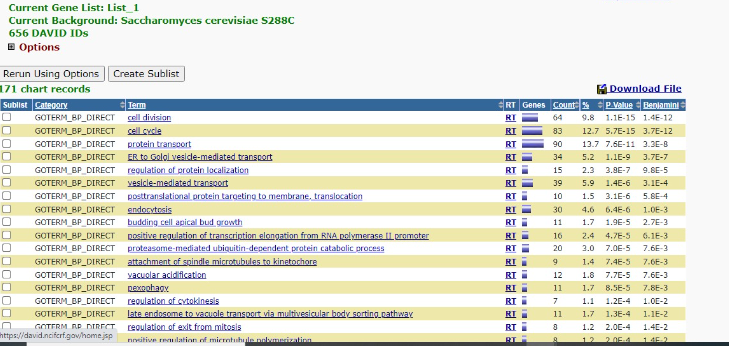 Current Gene List: List_1
Current Background: Saccharomyces cerevisiae S288C
656 DAVID IDs
Options
Rerun Using Options Create Sublist
171 chart records Download File
Sublist Category Term RT Genes Count % P_Value Benjamini
GOTERM_BP_DIRECT cell division RT 64 9.8 1.1E-15 1.4E-12
GOTERM_BP_DIRECT cell cycle RT 83 12.7 5.7E-15 3.7E-12
GOTERM_BP_DIRECT protein transport RT 90 13.7 7.6E-11 3.3E-8
GOTERM_BP_DIRECT ER to Golgi vesicle-mediated transport RT 34 5.2 1.1E-9 3.7E-7
GOTERM_BP_DIRECT regulation of protein localization RT 15 2.3 3.8E-7 9.8E-5
GOTERM_BP_DIRECT vesicle-mediated transport RT 39 5.9 1.4E-6 3.1E-4
GOTERM_BP_DIRECT posttranslational protein targeting to membrane, translocation RT 10 1.5 3.1E-6 5.8E-4
GOTERM_BP_DIRECT endocytosis RT 30 4.6 6.4E-6 1.0E-3
GOTERM_BP_DIRECT budding cell apical bud growth RT 11 1.7 1.9E-5 2.7E-3
GOTERM_BP_DIRECT positive regulation of transcription elongation from RNA polymerase II promoter RT 16 2.4 4.7E-5 6.1E-3
GOTERM_BP_DIRECT proteasome-mediated ubiquitin-dependent protein catabolic process RT 20 3.0 7.0E-5 7.6E-3
GOTERM_BP_DIRECT attachment of spindle microtubules to kinetochore RT 9 1.4 7.4E-5 7.6E-3
GOTERM_BP_DIRECT vacuolar acidification RT 12 1.8 7.7E-5 7.6E-3
GOTERM_BP_DIRECT pexophagy RT 11 1.7 8.5E-5 7.8E-3
GOTERM_BP_DIRECT regulation of cytokinesis RT 7 1.1 1.2E-4 1.0E-2
GOTERM_BP_DIRECT late endosome to vacuole transport via multivesicular body sorting pathway RT 11 1.7 1.3E-4 1.1E-2
GOTERM_BP_DIRECT regulation of exit from mitosis RT 8 1.2 2.0E-4 1.4E-2
https://david.ncifcrf.gov/home.jsp
positive regulation of microtubule polymerization RT 8 1.2 2.0E-4 1.4E-2